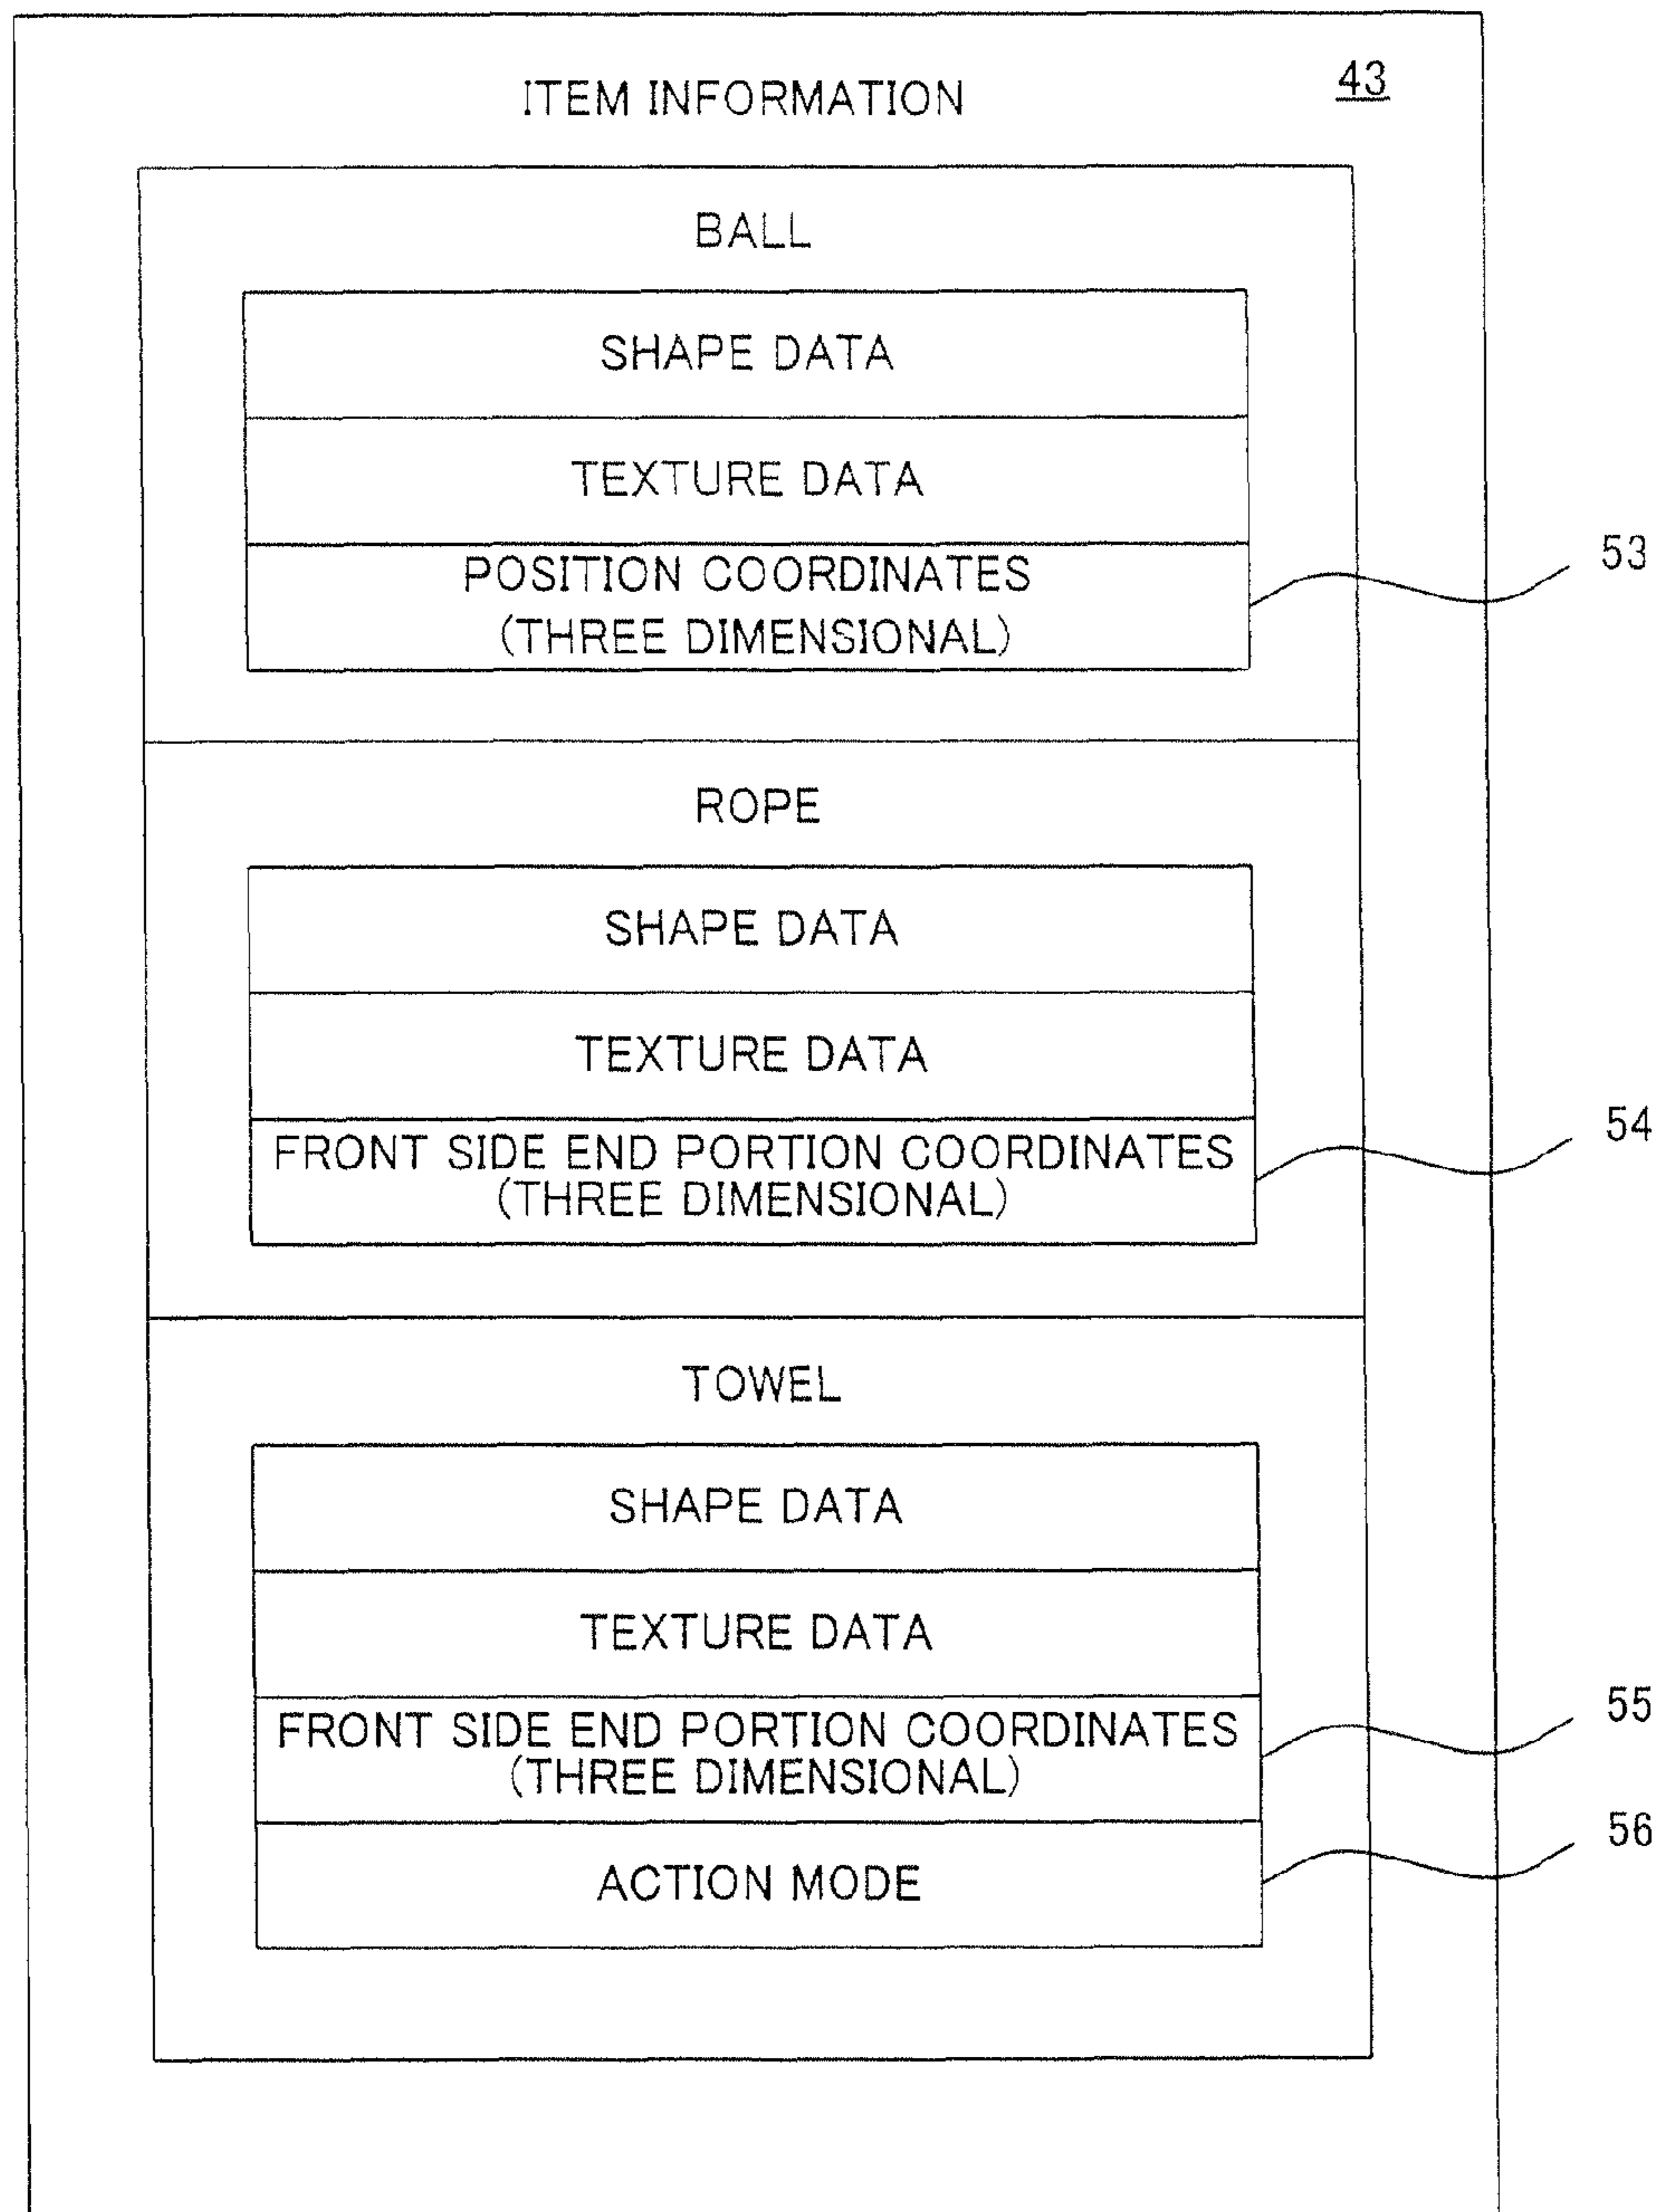 ITEM INFORMATION
43
BALL
SHAPE DATA
TEXTURE DATA
POSITION COORDINATES
(THREE DIMENSIONAL)
53
ROPE
SHAPE DATA
TEXTURE DATA
FRONT SIDE END PORTION COORDINATES
(THREE DIMENSIONAL)
54
TOWEL
SHAPE DATA
TEXTURE DATA
FRONT SIDE END PORTION COORDINATES
(THREE DIMENSIONAL)
55
ACTION MODE
56